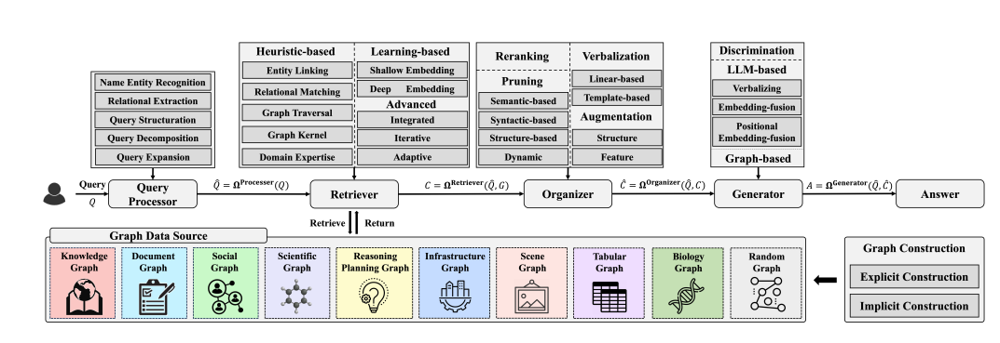 Name Entity Recognition
Relational Extraction
Query Structuration
Query Decomposition
Query Expansion
Heuristic-based
Entity Linking
Relational Matching
Graph Traversal
Graph Kernel
Domain Expertise
Learning-based
Shallow Embedding
Deep Embedding
Advanced
Integrated
Iterative
Adaptive
Reranking
Pruning
Semantic-based
Syntactic-based
Structure-based
Dynamic
Verbalization
Linear-based
Template-based
Augmentation
Structure
Feature
Discrimination
LLM-based
Verbalizing
Embedding-fusion
Positional
Embedding-fusion
Graph-based
Query
Q
Query
Processor
Q̂ = Ω^Processer(Q)
Retriever
C = Ω^Retriever(Q̂, G)
Organizer
Ĉ = Ω^Organizer(Q̂, C)
Generator
A = Ω^Generator(Q̂, Ĉ)
Answer
Retrieve
Return
Graph Data Source
Knowledge
Graph
Document
Graph
Social
Graph
Scientific
Graph
Reasoning
Planning Graph
Infrastructure
Graph
Scene
Graph
Tabular
Graph
Biology
Graph
Random
Graph
Graph Construction
Explicit Construction
Implicit Construction